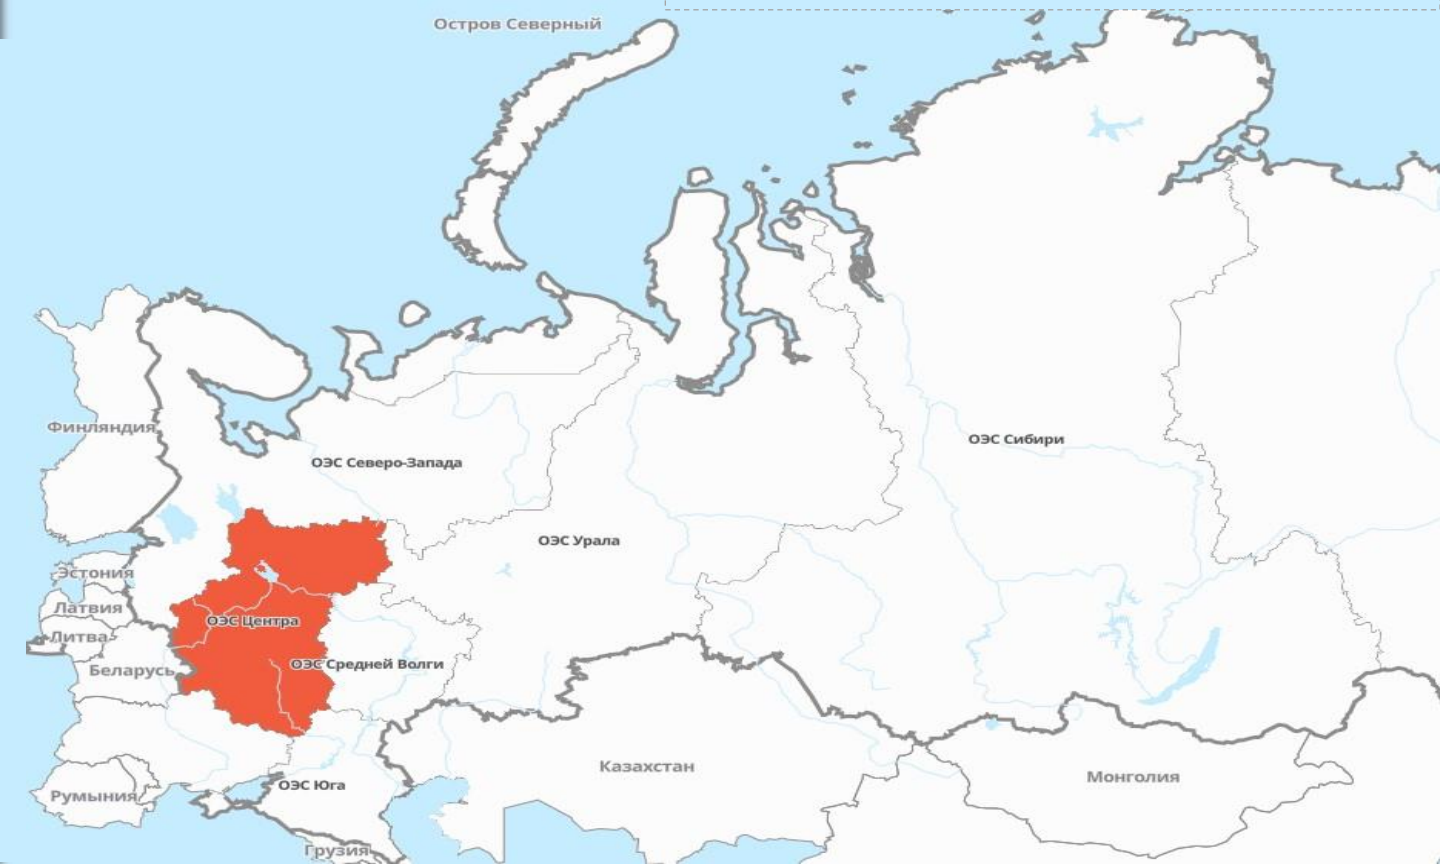 Остров Северный
Финляндия
ОЭС Сибири
ОЭС Северо-Запада
ОЭС Урала
Эстония
Латвия
ОЭС Центра
Литва
ОЭС Средней Волги
Беларусь
Казахстан
Монголия
ОЭС Юга
Румыния
Грузия